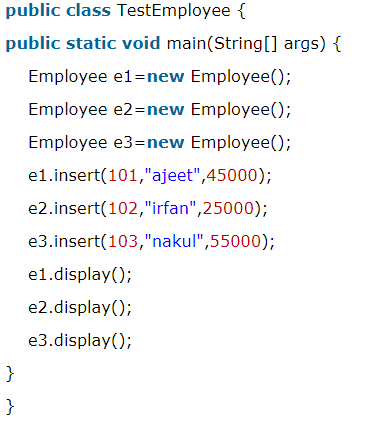 public class TestEmployee {
public static void main(String[] args) {
    Employee e1=new Employee();
    Employee e2=new Employee();
    Employee e3=new Employee();
    e1.insert(101,"ajeet",45000);
    e2.insert(102,"irfan",25000);
    e3.insert(103,"nakul",55000);
    e1.display();
    e2.display();
    e3.display();
}
}